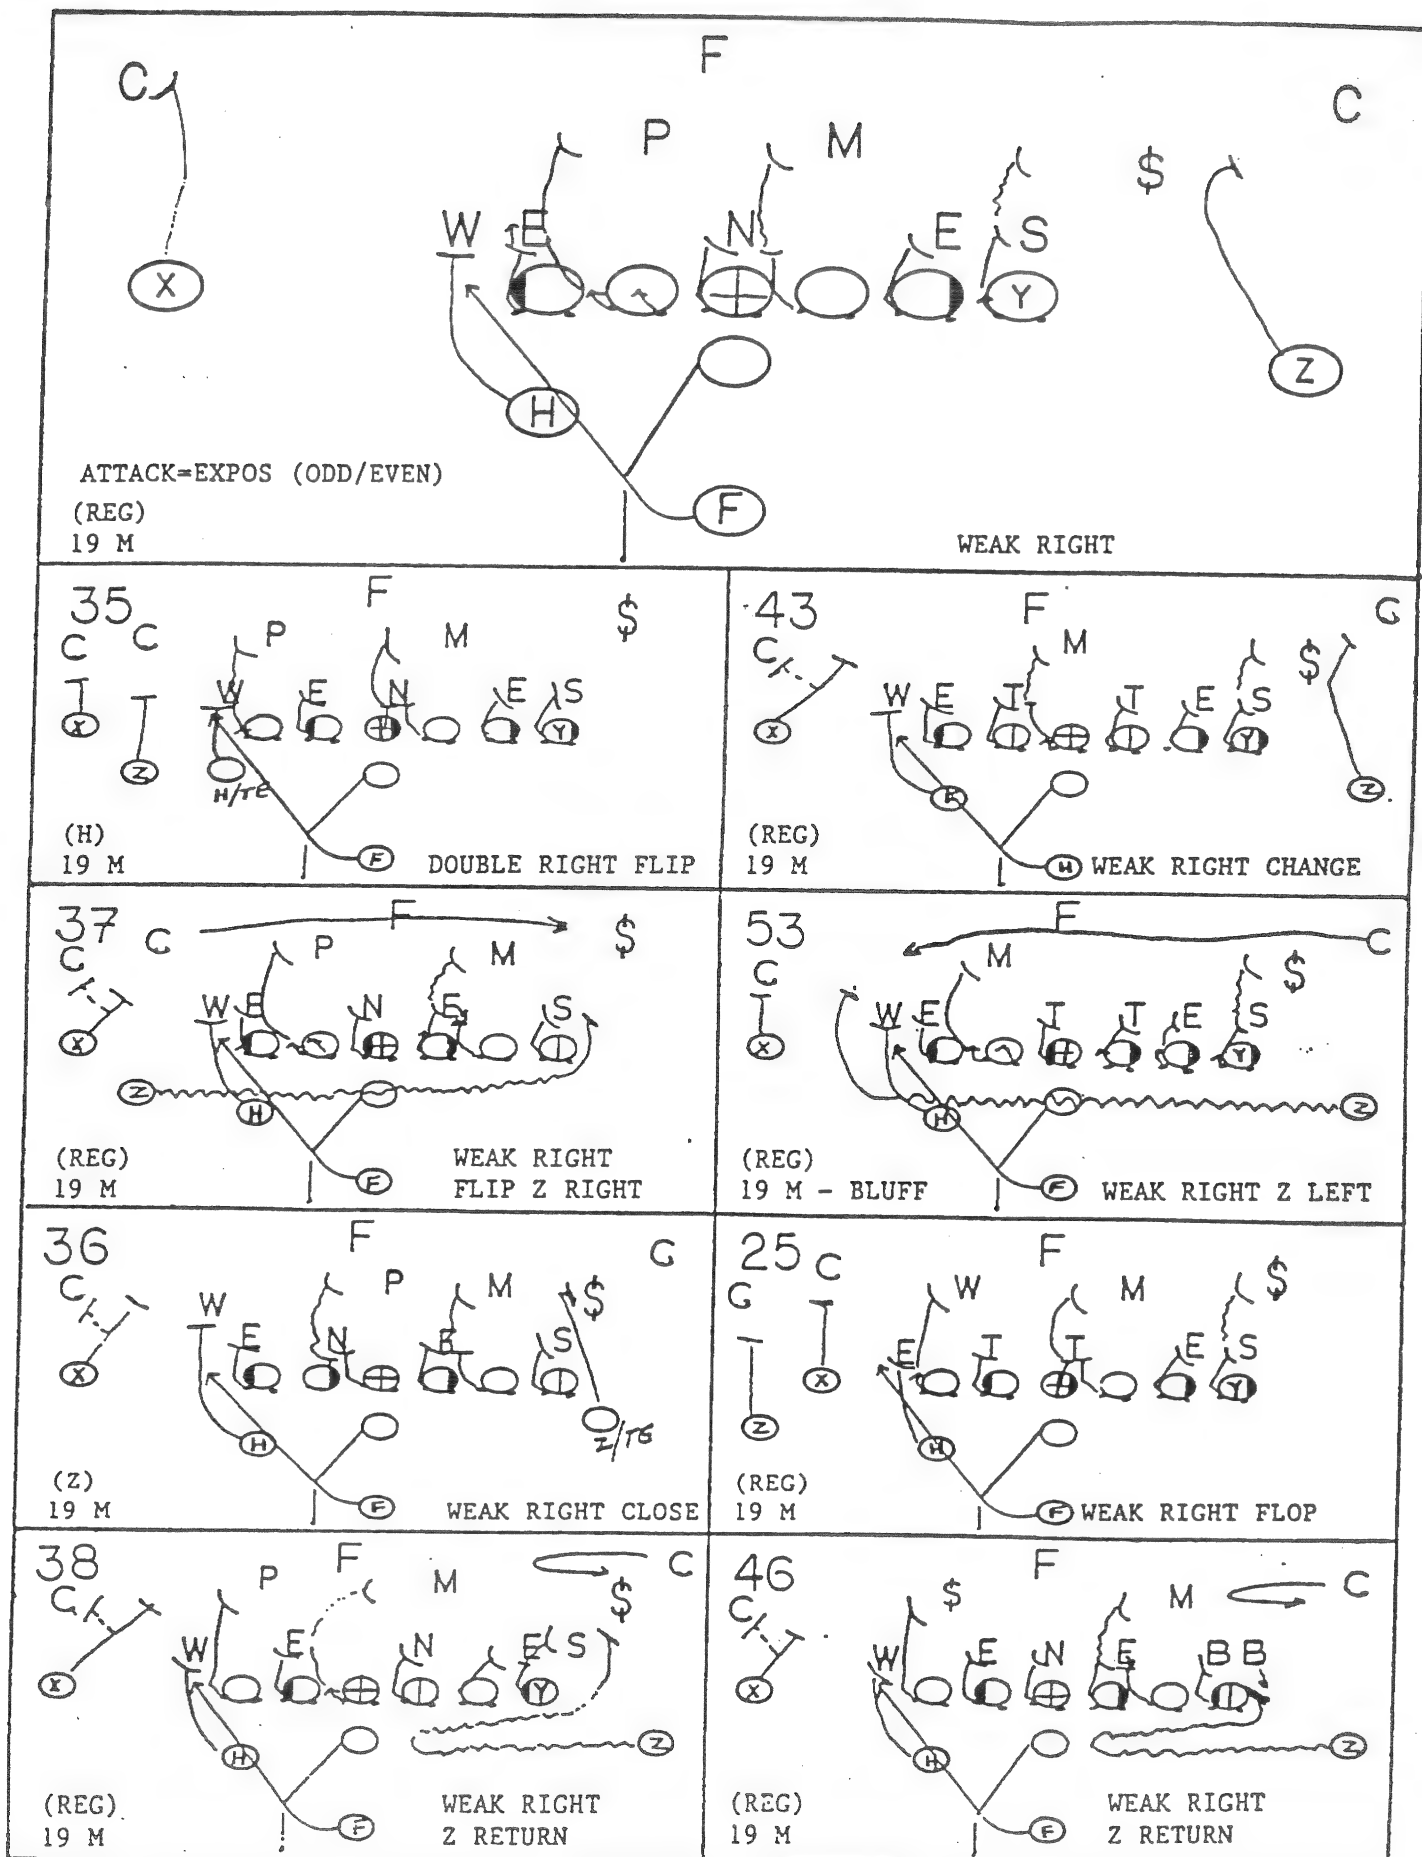 F
C
C
P
M
$
W
E
N
E
S
X
Y
Z
H
ATTACK=EXPOS (ODD/EVEN)
(REG)
F
19 M
WEAK RIGHT
35
F
$
C
C
P
M
W
E
N
E
S
X
Y
Z
H/TE
(H)
19 M
F
DOUBLE RIGHT FLIP
43
F
C
C
M
$
W
E
T
T
E
S
X
Y
F
Z
(REG)
19 M
H
WEAK RIGHT CHANGE
37
C
F
$
C
P
M
W
E
N
E
S
X
Z
H
(REG)
WEAK RIGHT
19 M
F
FLIP Z RIGHT
53
F
C
C
M
$
W
E
T
T
E
S
X
Y
H
Z
(REG)
19 M - BLUFF
F
WEAK RIGHT Z LEFT
36
F
C
C
P
M
$
W
E
N
E
S
X
H
Z/TE
(Z)
19 M
F
WEAK RIGHT CLOSE
25
C
F
$
C
W
M
E
T
T
E
S
X
Y
Z
H
(REG)
19 M
F
WEAK RIGHT FLOP
38
P
F
M
C
C
$
W
E
N
E
S
X
Y
H
Z
(REG)
WEAK RIGHT
19 M
F
Z RETURN
46
F
C
C
$
M
W
E
N
E
B
B
X
H
Z
(REG)
WEAK RIGHT
19 M
F
Z RETURN